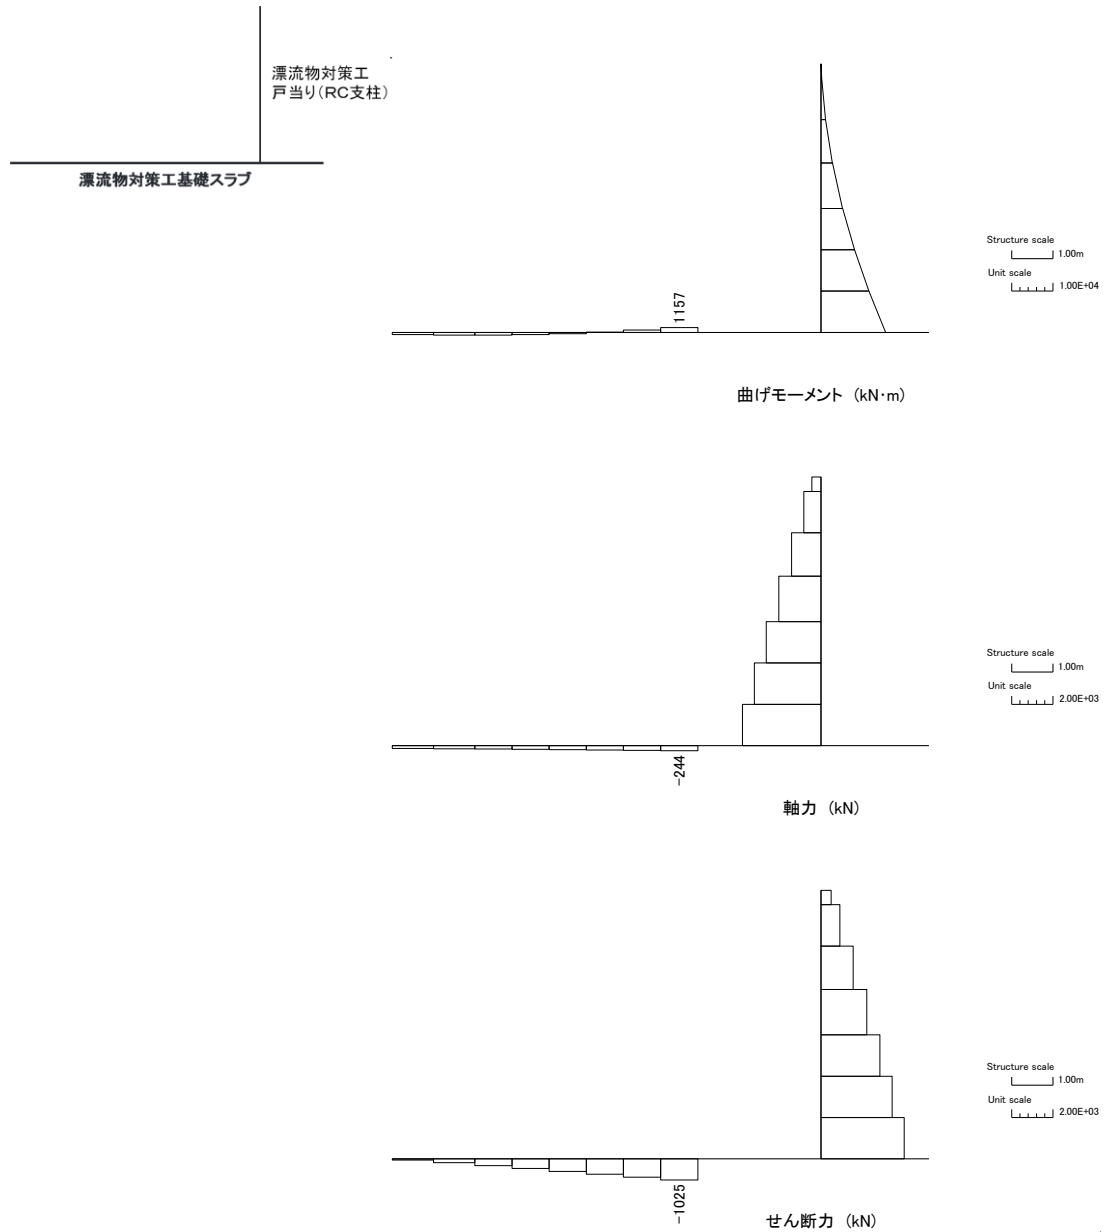 漂流物対策工
戸当り(RC支柱)
漂流物対策工基礎スラブ
1157
Structure scale
1.00m
Unit scale
1.00E+04
曲げモーメント (kN・m)
-244
Structure scale
1.00m
Unit scale
2.00E+03
軸力 (kN)
-1025
Structure scale
1.00m
Unit scale
2.00E+03
せん断力 (kN)